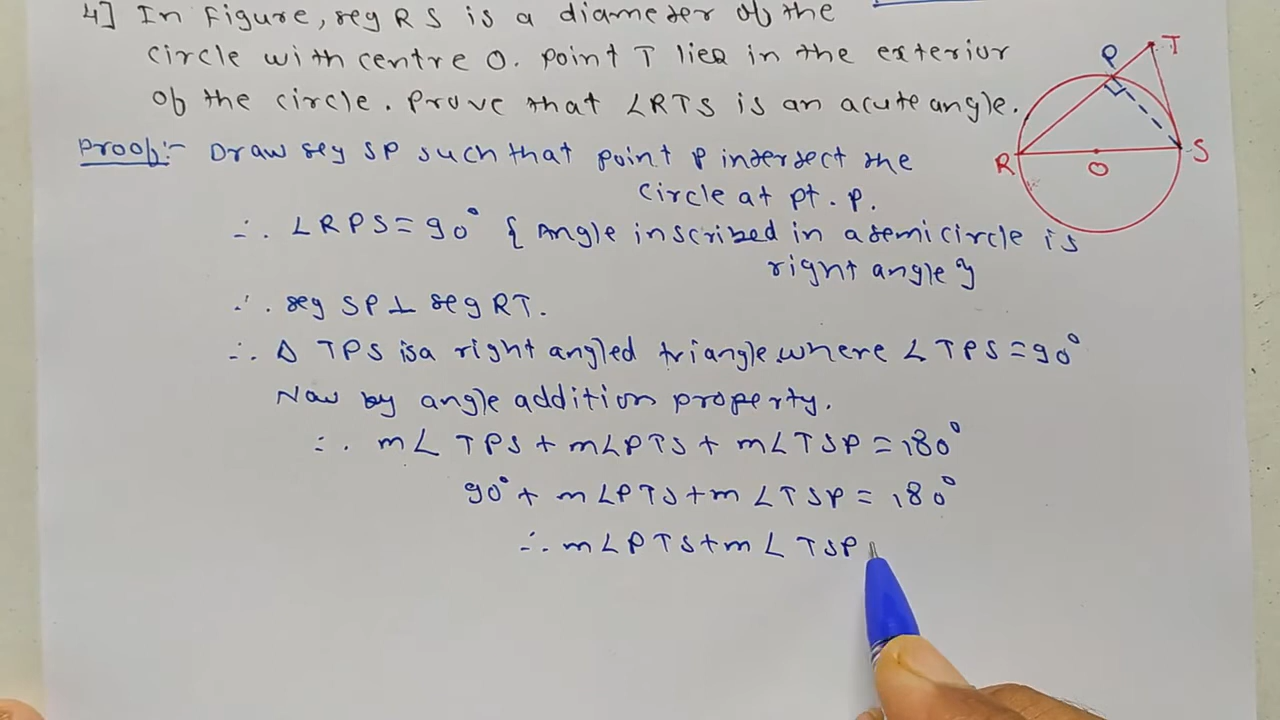 4] In Figure, seg RS is a diameter of the
circle with centre O. Point T lies in the exterior
of the circle. Prove that ∠RTS is an acute angle.
P
T
R
O
S
Proof:- Draw seg SP such that point P intersect the
circle at pt. P.
∴ ∠RPS = 90° { Angle inscribed in a semicircle is
right angle }
∴ seg SP ⊥ seg RT.
∴ Δ TPS is a right angled triangle where ∠TPS = 90°
Now by angle addition property.
∴ m∠TPS + m∠PTS + m∠TSP = 180°
90° + m∠PTS + m∠TSP = 180°
∴ m∠PTS + m∠TSP